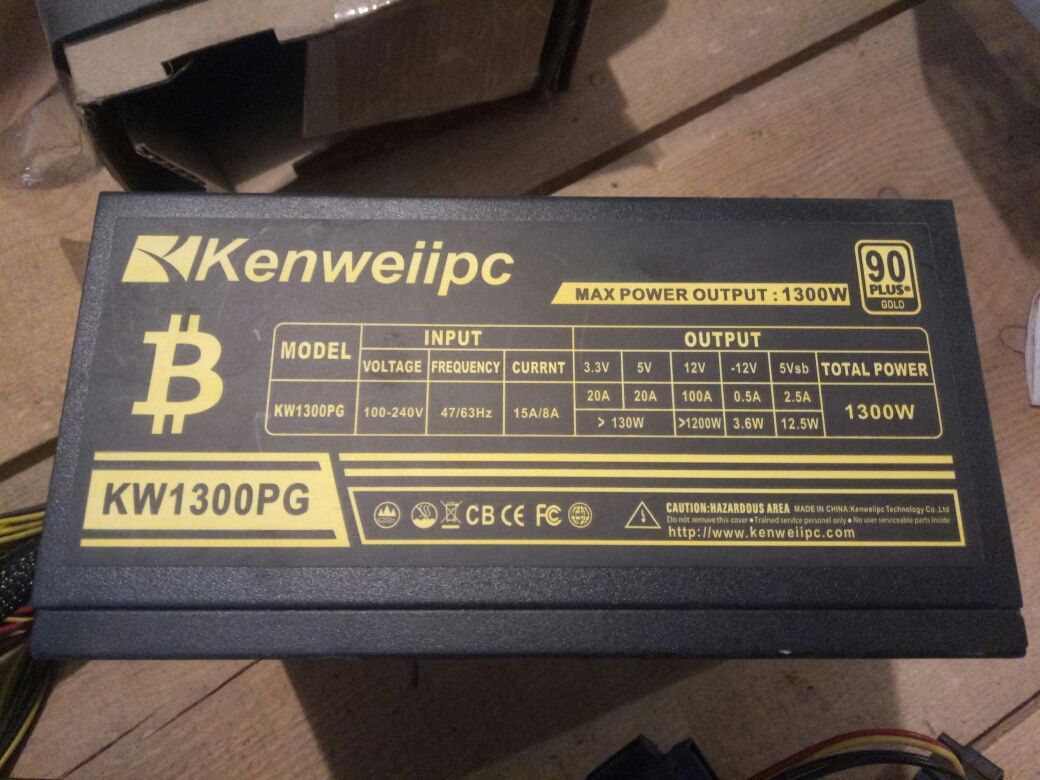 Kenweiipc
90
PLUS®
GOLD
MAX POWER OUTPUT : 1300W
MODEL INPUT OUTPUT
VOLTAGE FREQUENCY CURRNT 3.3V 5V 12V -12V 5Vsb TOTAL POWER
KW1300PG 100-240V 47/63Hz 15A/8A 20A 20A 100A 0.5A 2.5A 1300W
> 130W >1200W 3.6W 12.5W
KW1300PG
CB CE FC
CAUTION:HAZARDOUS AREA MADE IN CHINA:Kenweiipc Technology Co.,Ltd
Do not remuve this cover ● Trained service personel only ● No user serviceable parts Inside
http://www.kenweiipc.com